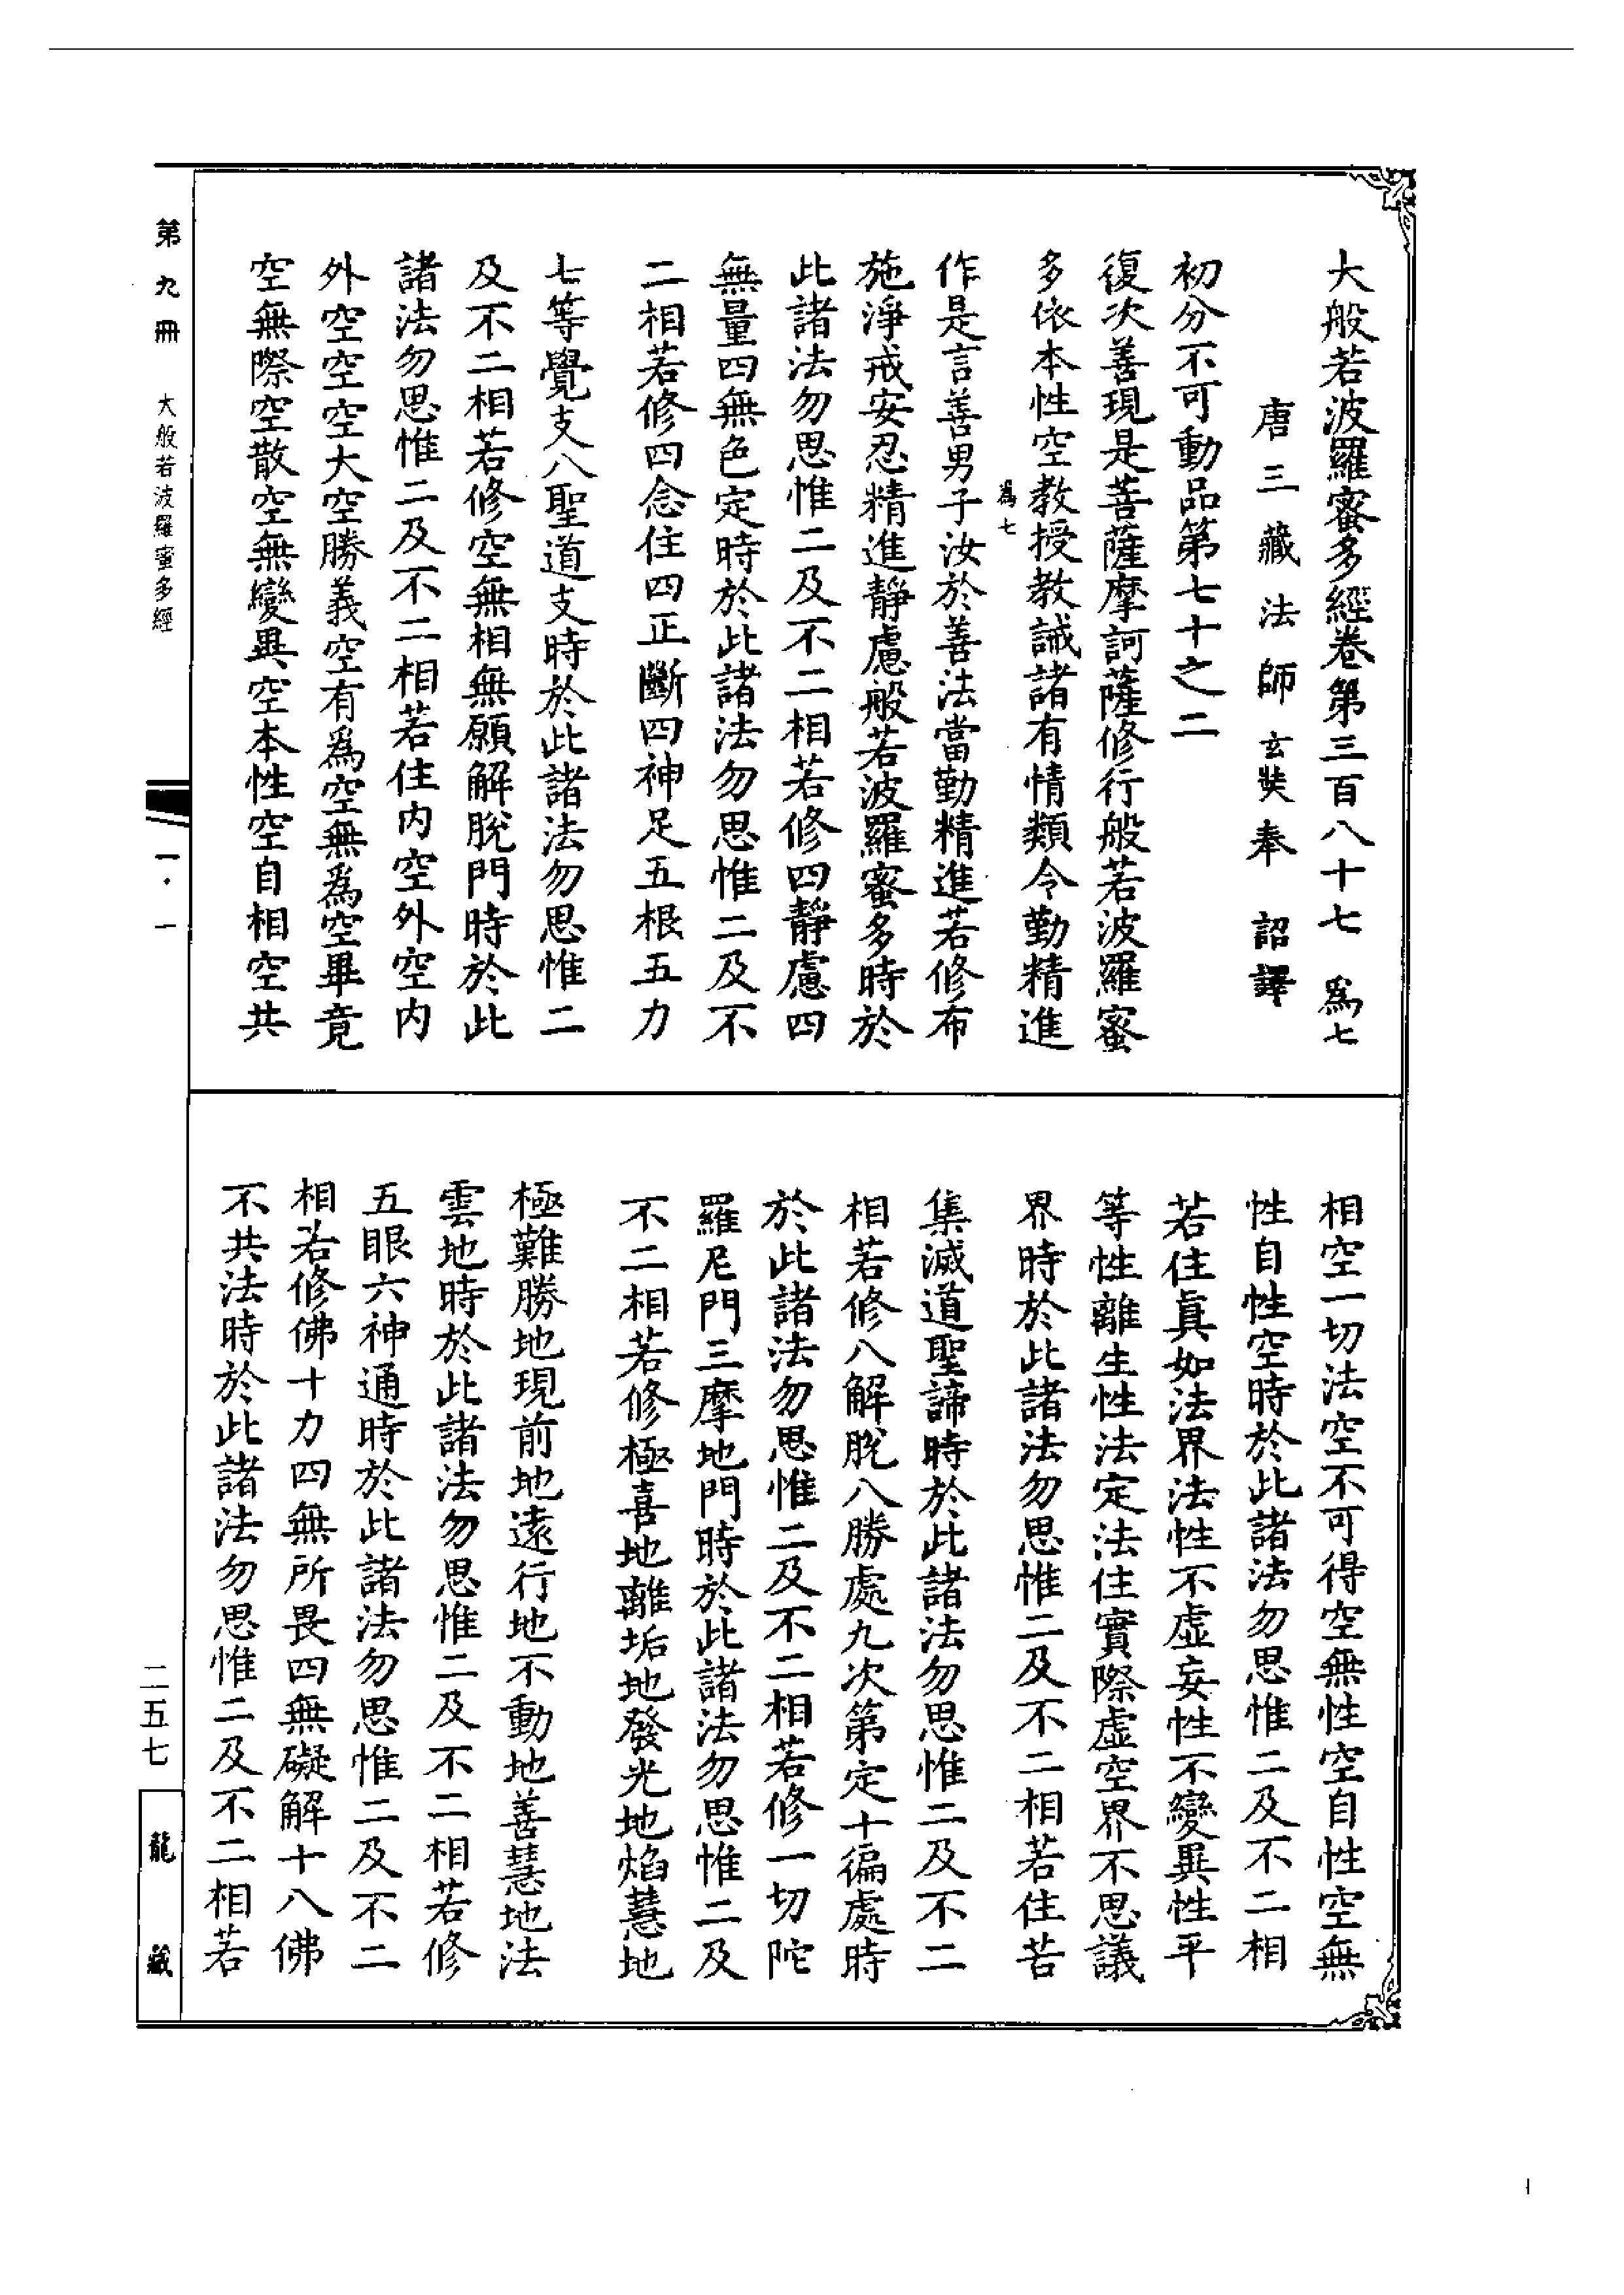 大般若波羅蜜多經卷第三百八十七 為七
唐三藏法師玄奘奉 詔譯
初分不可動品第七十之二
復次善現是菩薩摩訶薩修行般若波羅蜜
多依本性空教授教誡諸有情類令勤精進
為七
作是言善男子汝於善法當勤精進若修布
施淨戒安忍精進靜慮般若波羅蜜多時於
此諸法勿思惟二及不二相若修四靜慮四
無量四無色定時於此諸法勿思惟二及不
二相若修四念住四正斷四神足五根五力
七等覺支八聖道支時於此諸法勿思惟二
及不二相若修空無相無願解脫門時於此
諸法勿思惟二及不二相若住內空外空內
外空空空大空勝義空有為空無為空畢竟
空無際空散空無變異空本性空自相空共
相空一切法空不可得空無性空自性空無
性自性空時於此諸法勿思惟二及不二相
若住真如法界法性不虛妄性不變異性平
等性離生性法定法住實際虛空界不思議
界時於此諸法勿思惟二及不二相若住苦
集滅道聖諦時於此諸法勿思惟二及不二
相若修八解脫八勝處九次第定十徧處時
於此諸法勿思惟二及不二相若修一切陀
羅尼門三摩地門時於此諸法勿思惟二及
不二相若修極喜地離垢地發光地焰慧地
極難勝地現前地遠行地不動地善慧地法
雲地時於此諸法勿思惟二及不二相若修
五眼六神通時於此諸法勿思惟二及不二
相若修佛十力四無所畏四無礙解十八佛
不共法時於此諸法勿思惟二及不二相若
第九冊 大般若波羅蜜多經 一·一
二五七 龍藏